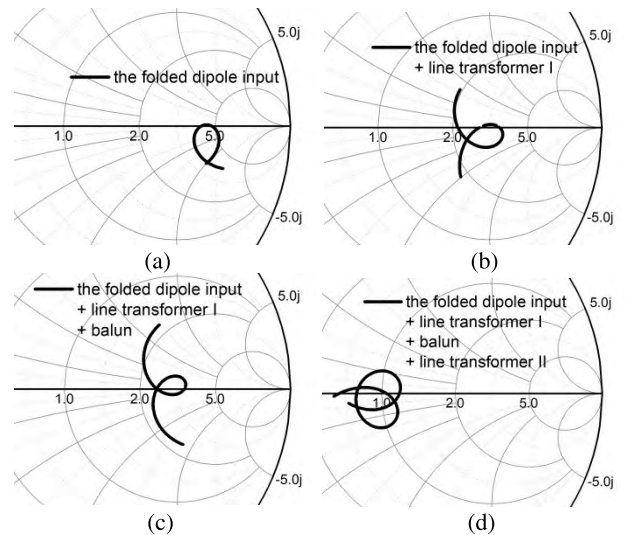 5.0j
the folded dipole input
1.0 2.0 5.0
-5.0j
(a)
5.0j
the folded dipole input
+ line transformer I
1.0 2.0 5.0
-5.0j
(b)
5.0j
the folded dipole input
+ line transformer I
+ balun
1.0 2.0 5.0
-5.0j
(c)
5.0j
the folded dipole input
+ line transformer I
+ balun
+ line transformer II
1.0 2.0 5.0
-5.0j
(d)